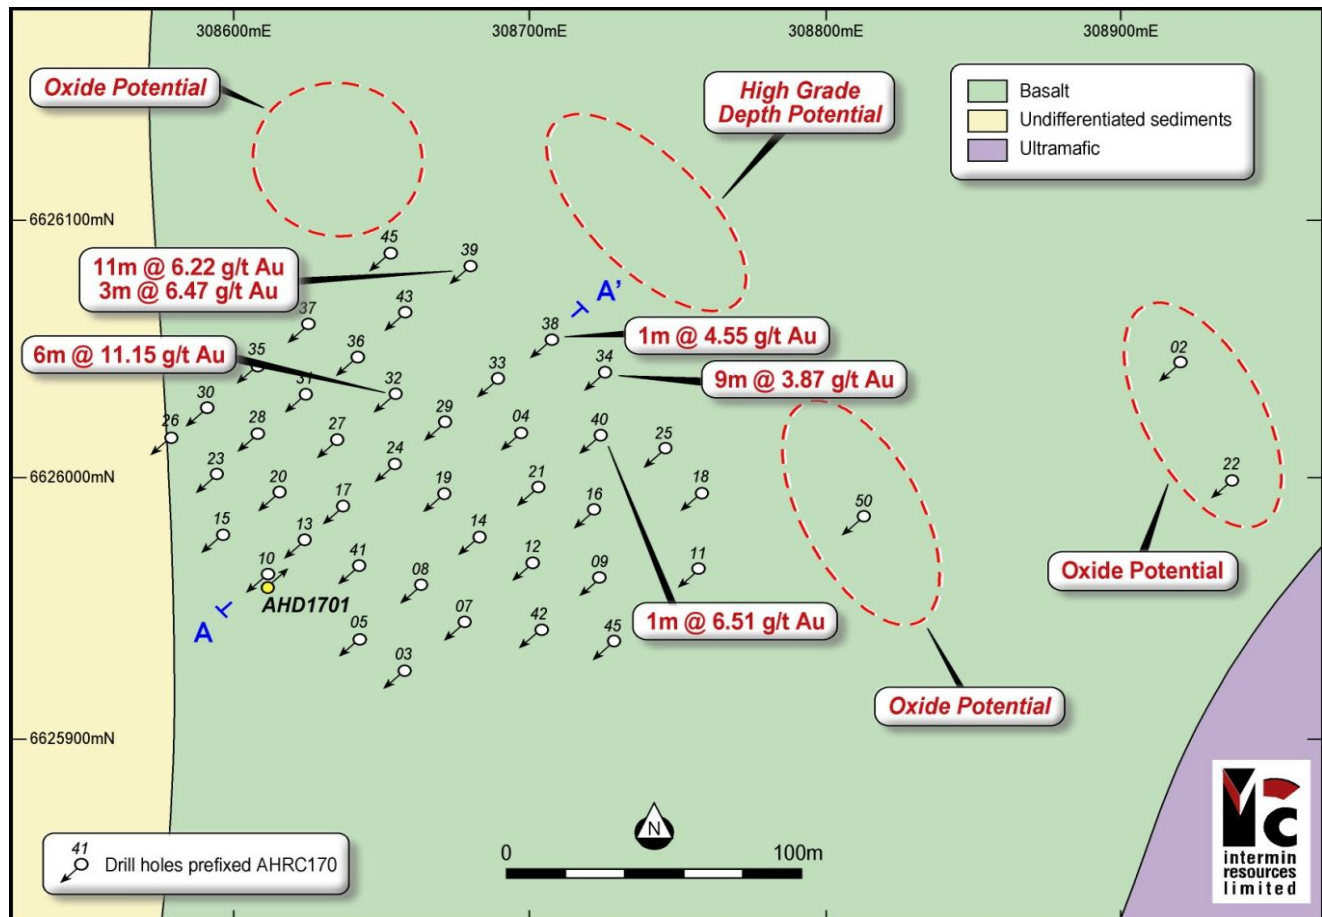 308600mE
308700mE
308800mE
308900mE
Oxide Potential
High Grade
Depth Potential
Basalt
Undifferentiated sediments
Ultramafic
6626100mN
45
39
11m @ 6.22 g/t Au
3m @ 6.47 g/t Au
A'
37
43
38
1m @ 4.55 g/t Au
6m @ 11.15 g/t Au
35
36
33
34
9m @ 3.87 g/t Au
02
31
32
30
26
28
27
29
04
40
25
24
6626000mN
23
20
17
19
21
16
18
22
50
15
13
14
10
41
08
12
09
11
Oxide Potential
AHD1701
A
05
07
42
45
1m @ 6.51 g/t Au
03
Oxide Potential
6625900mN
41
Drill holes prefixed AHRC170
N
0
100m
intermin
resources
limited